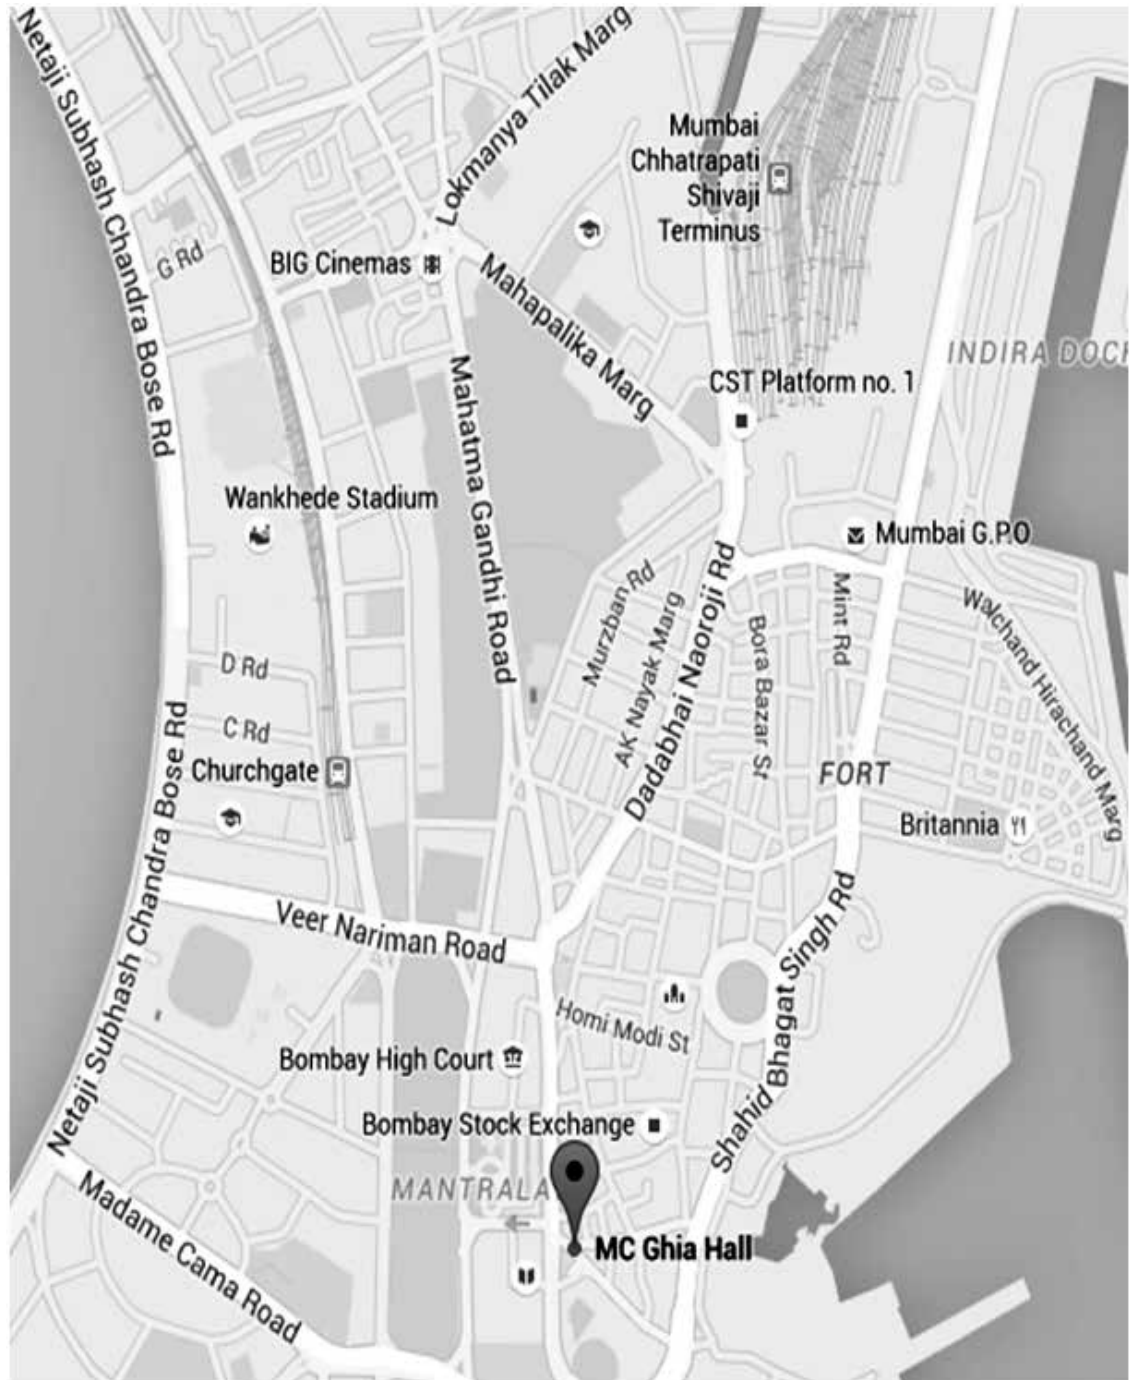 Netaji Subhash Chandra Bose Rd
Lokmanya Tilak Marg
Mumbai
Chhatrapati
Shivaji
Terminus
G Rd
BIG Cinemas
Mahapalika Marg
INDIRA DOC
CST Platform no. 1
Mahatma Gandhi Road
Wankhede Stadium
Mumbai G.P.O
Murzban Rd
AK Nayak Marg
Dadabhai Naoroji Rd
Bora Bazar St
Mint Rd
Walchand Hirachand Marg
D Rd
C Rd
Churchgate
FORT
Britannia
Netaji Subhash Chandra Bose Rd
Veer Nariman Road
Shahid Bhagat Singh Rd
Homi Modi St
Bombay High Court
Bombay Stock Exchange
MANTRALA
Madame Cama Road
MC Ghia Hall